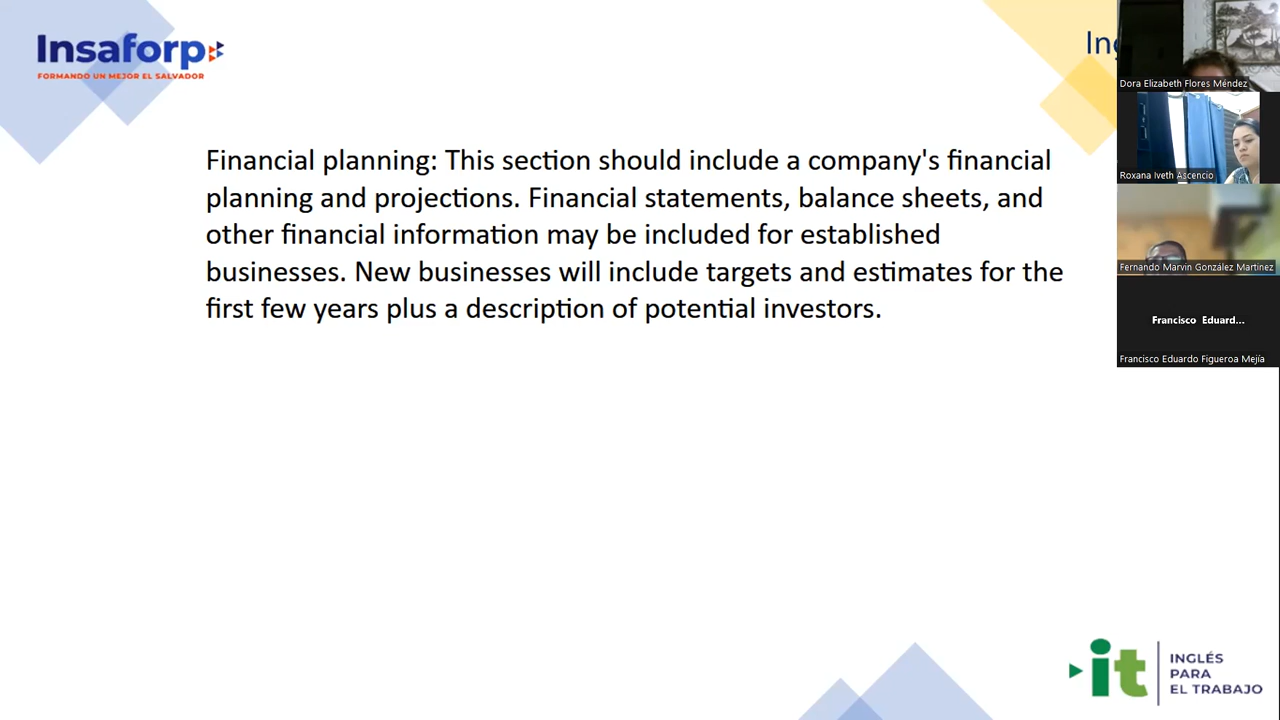 Insaforp
FORMANDO UN MEJOR EL SALVADOR
Ing
Financial planning: This section should include a company's financial
planning and projections. Financial statements, balance sheets, and
other financial information may be included for established
businesses. New businesses will include targets and estimates for the
first few years plus a description of potential investors.
Dora Elizabeth Flores Méndez
Roxana Iveth Ascencio
Fernando Marvin González Martinez
Francisco Eduard...
Francisco Eduardo Figueroa Mejía
it
INGLÉS
PARA
EL TRABAJO